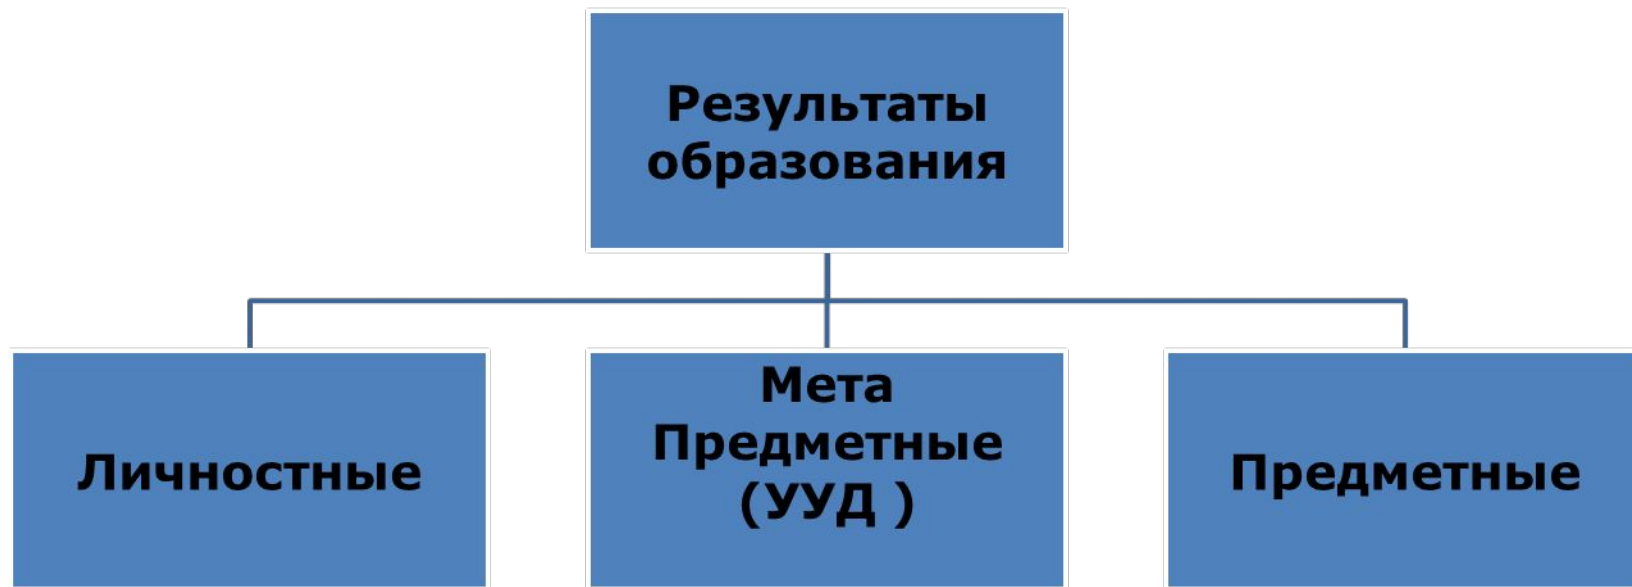 Результаты
образования
Личностные
Мета
Предметные
(УУД )
Предметные